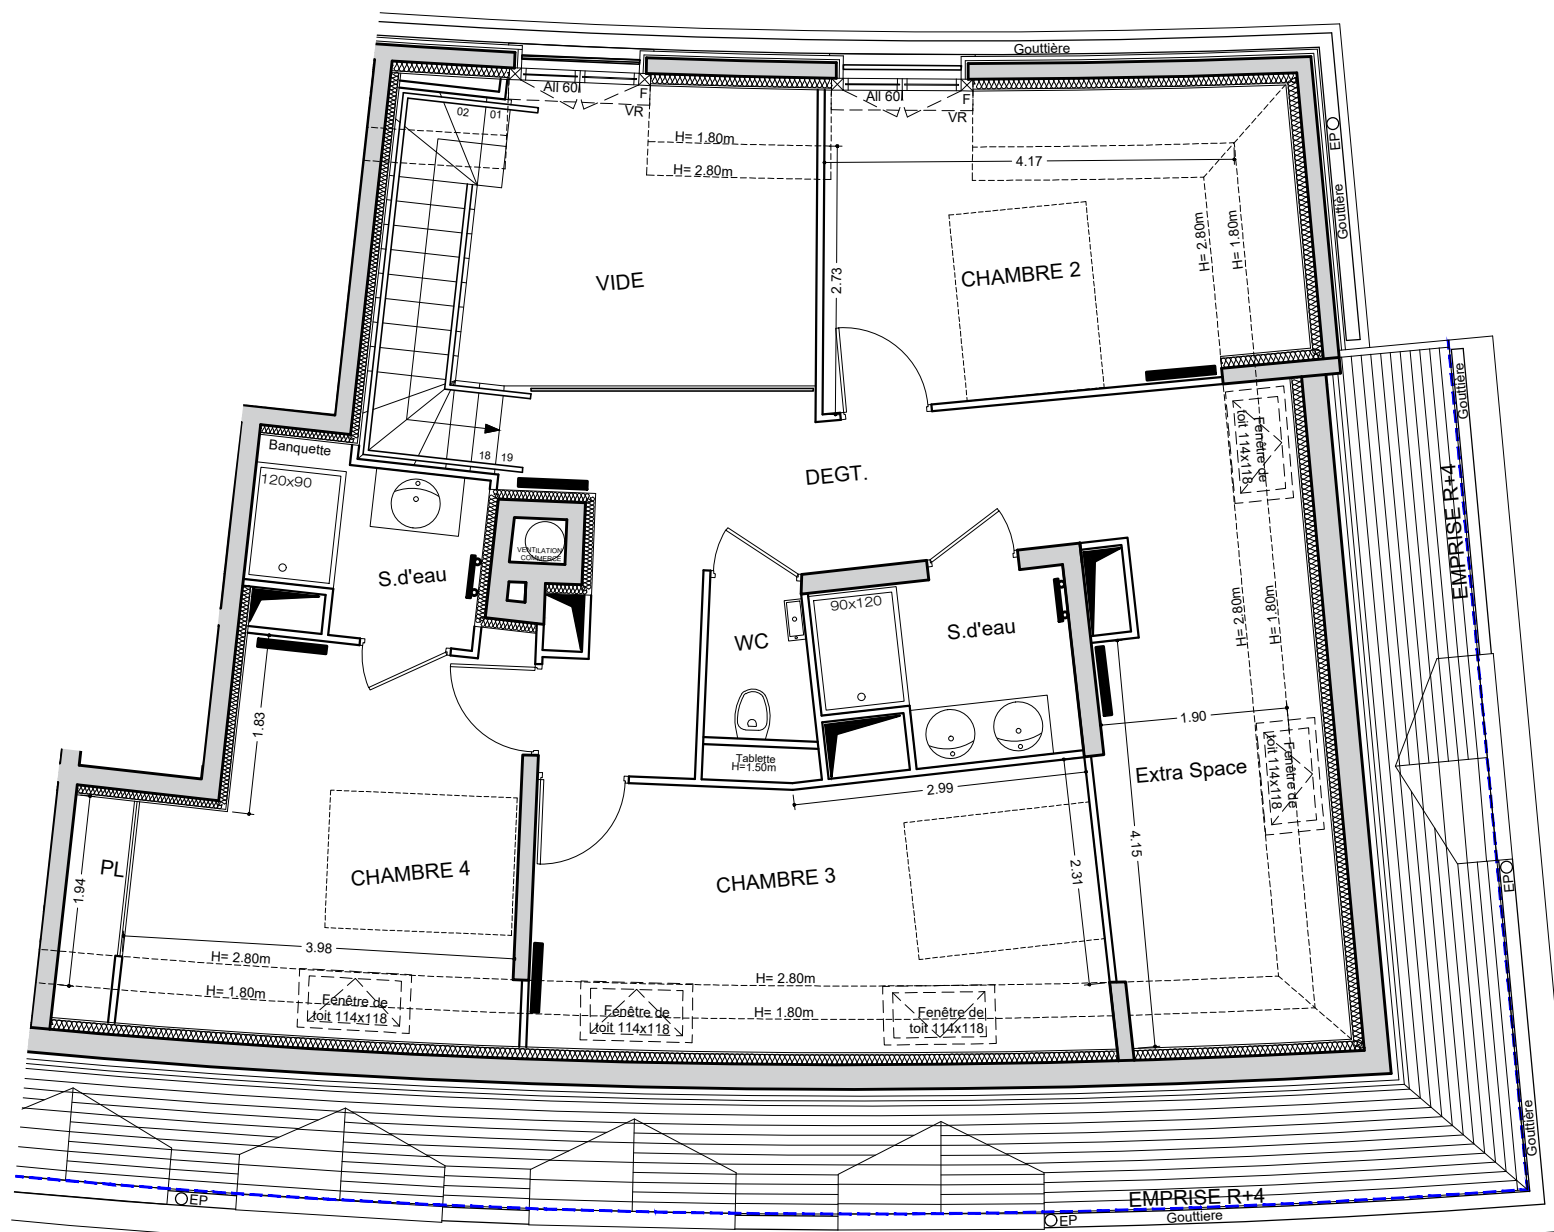 Gouttière
All 60
F
VR
All 60
F
VR
02
01
H= 1.80m
H= 2.80m
4.17
EP
Gouttière
H= 2.80m
H= 1.80m
2.73
VIDE
CHAMBRE 2
Gouttière
Banquette
120x90
18
19
DEGT.
Fenêtre de
toit 114x118
EMPRISE R+4
VENTILATION
COMMERCE
S.d'eau
90x120
WC
S.d'eau
H= 2.80m
H= 1.80m
1.83
1.90
Tablette
H=1.50m
2.99
Extra Space
Fenêtre de
toit 114x118
4.15
2.31
PL
1.94
CHAMBRE 4
CHAMBRE 3
EP
3.98
H= 2.80m
H= 1.80m
H= 2.80m
H= 1.80m
Fenêtre de
toit 114x118
Fenêtre de
toit 114x118
Fenêtre de
toit 114x118
Gouttière
EP
EMPRISE R+4
EP
Gouttiere